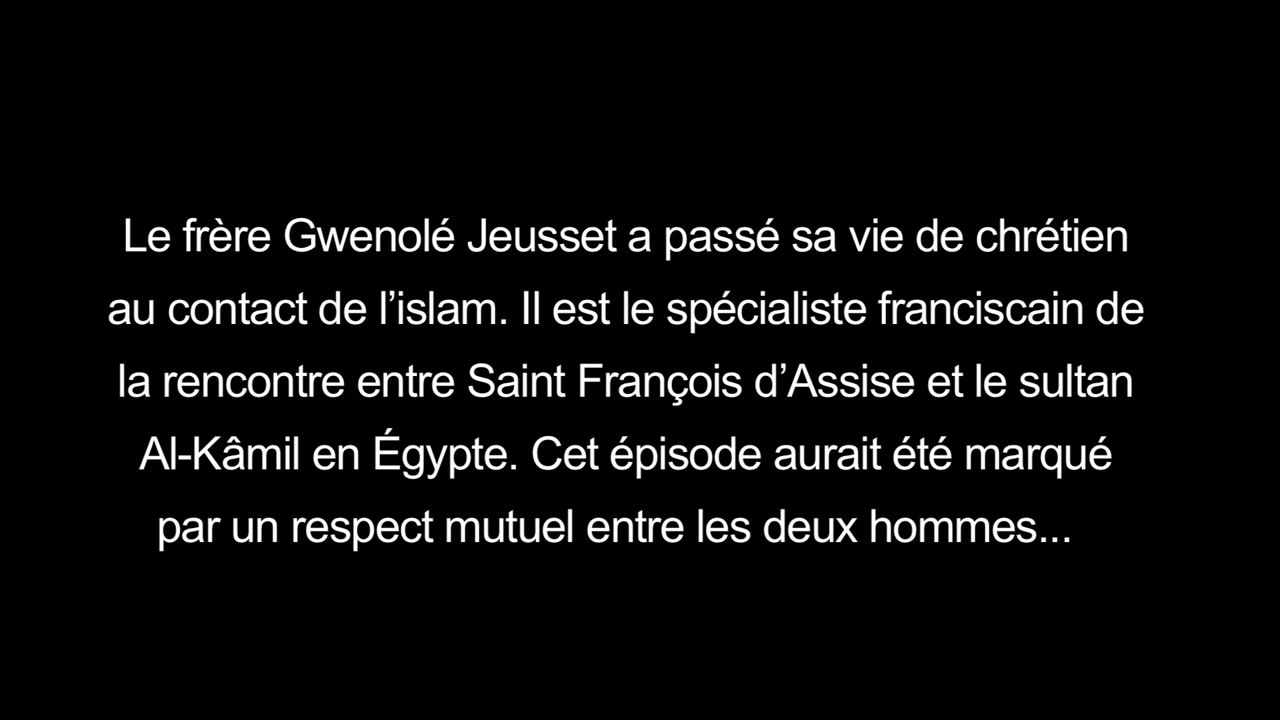 Le frère Gwenolé Jeusset a passé sa vie de chrétien
au contact de l’islam. Il est le spécialiste franciscain de
la rencontre entre Saint François d’Assise et le sultan
Al-Kâmil en Égypte. Cet épisode aurait été marqué
par un respect mutuel entre les deux hommes...